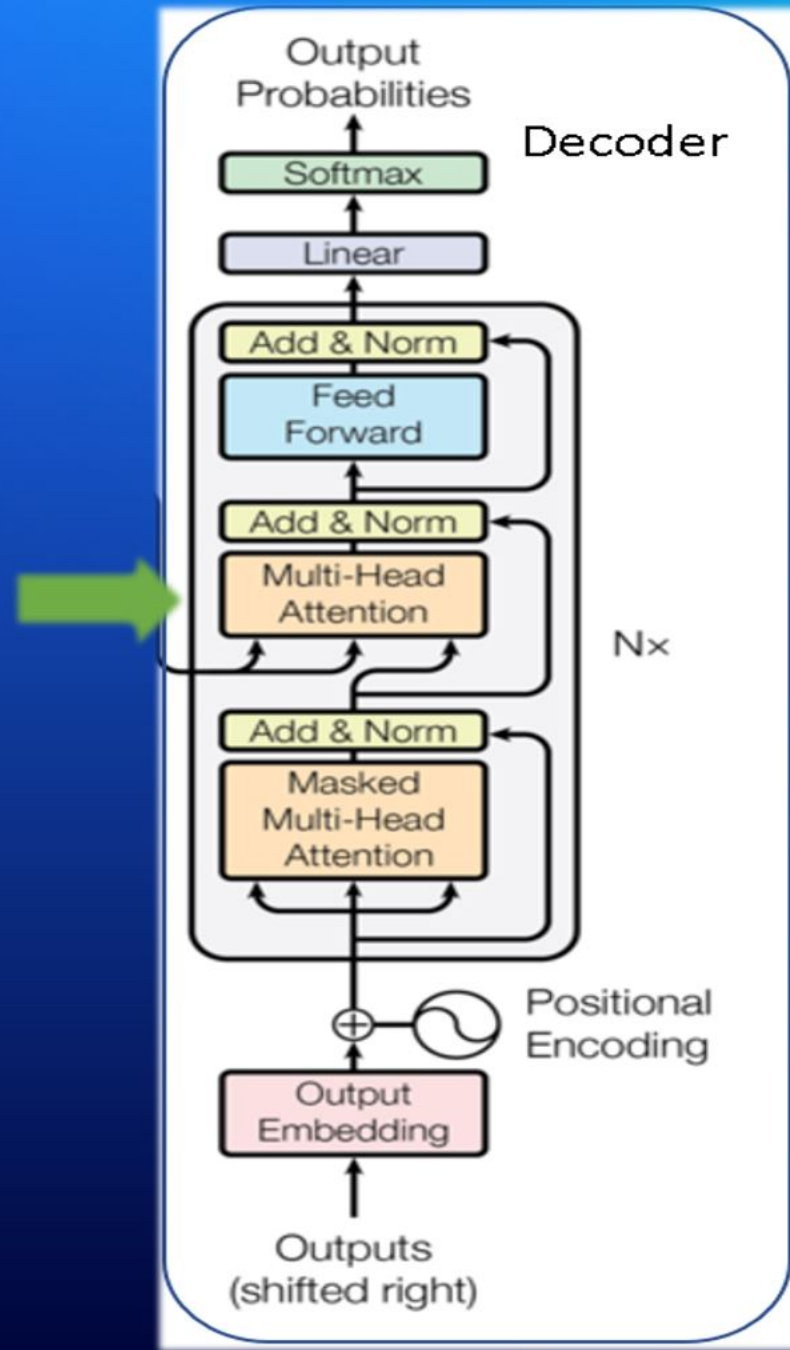 Output
Probabilities
Decoder
Softmax
Linear
Add & Norm
Feed
Forward
Add & Norm
Multi-Head
Attention
Nx
Add & Norm
Masked
Multi-Head
Attention
Positional
Encoding
Output
Embedding
Outputs
(shifted right)